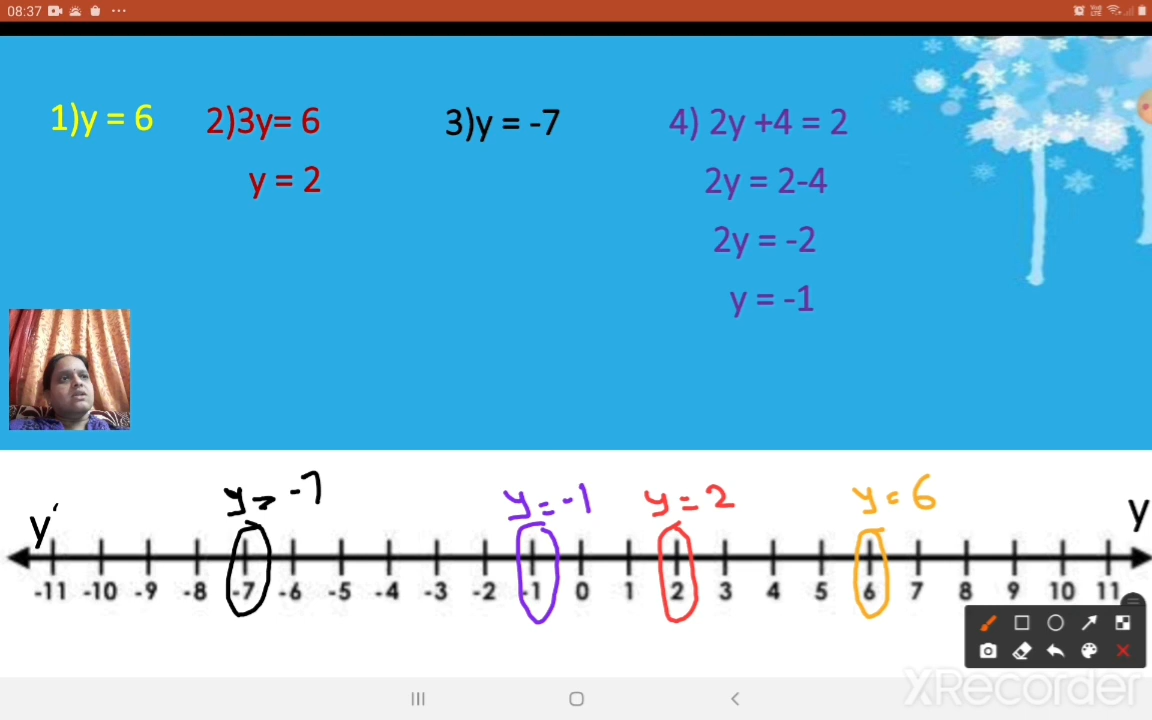 08:37
1)y = 6
2)3y= 6
y = 2
3)y = -7
4) 2y +4 = 2
2y = 2-4
2y = -2
y = -1
y = -7
y = -1
y = 2
y = 6
y'
y
-11 -10 -9 -8 -7 -6 -5 -4 -3 -2 -1 0 1 2 3 4 5 6 7 8 9 10 11
XRecorder